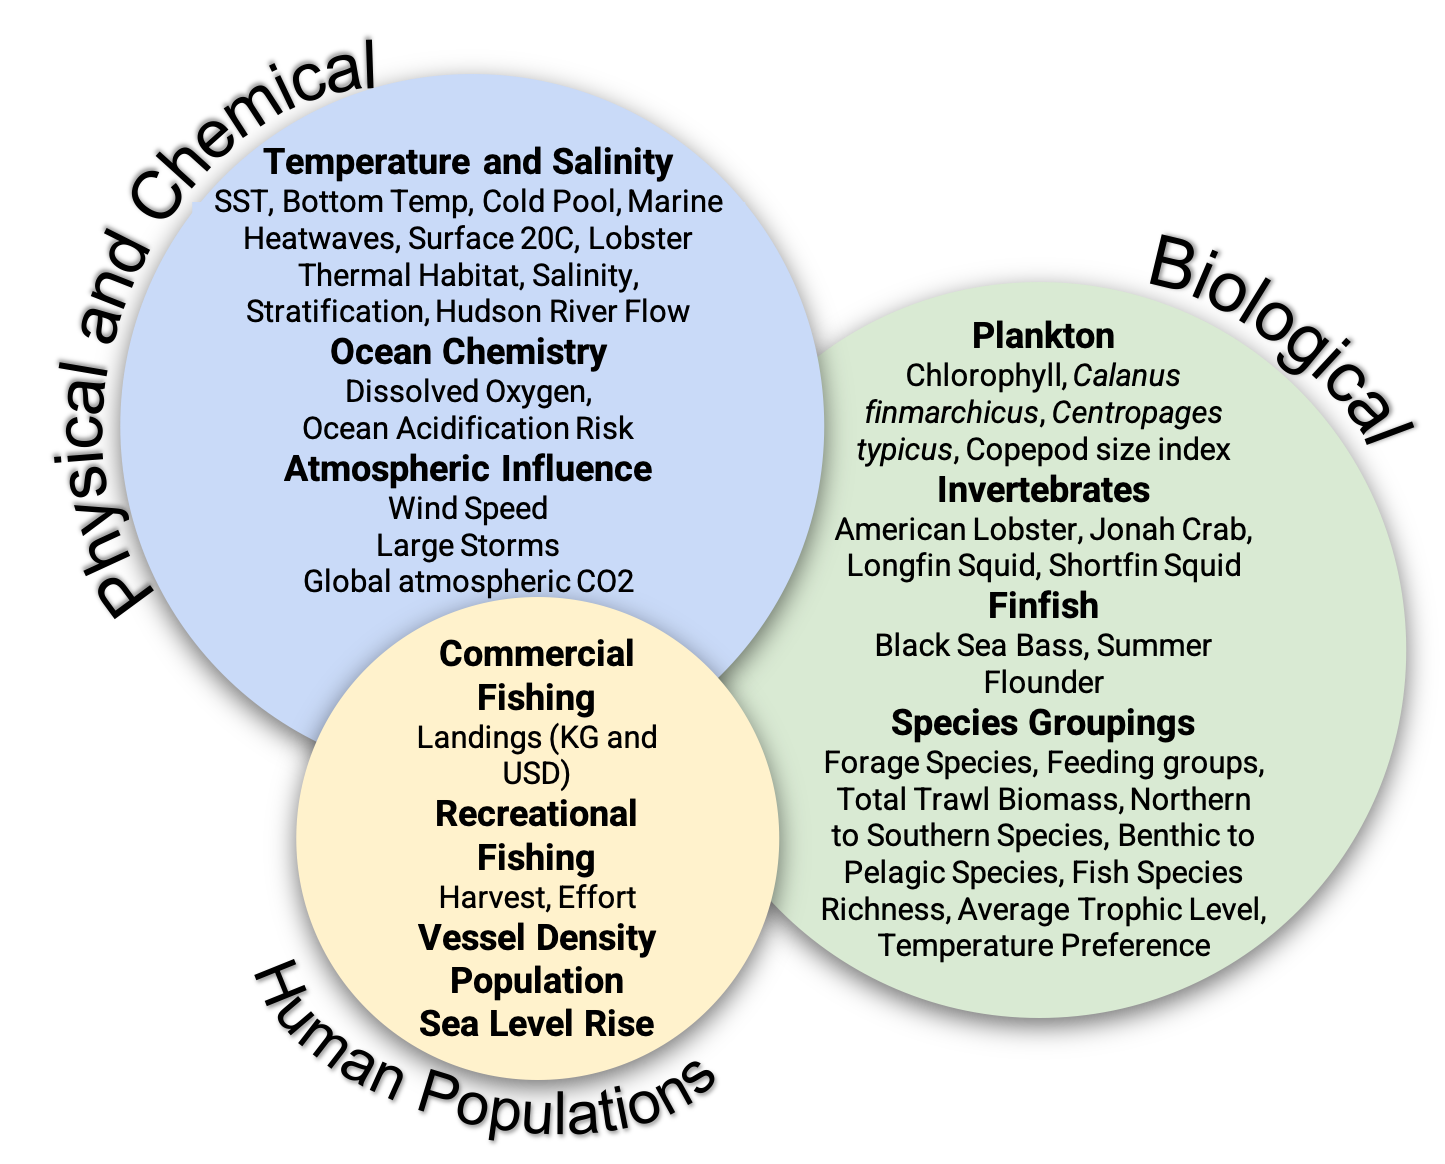 Physical and Chemical
Temperature and Salinity
SST, Bottom Temp, Cold Pool, Marine
Heatwaves, Surface 20C, Lobster
Thermal Habitat, Salinity,
Stratification, Hudson River Flow
Ocean Chemistry
Dissolved Oxygen,
Ocean Acidification Risk
Atmospheric Influence
Wind Speed
Large Storms
Global atmospheric CO2
Biological
Plankton
Chlorophyll, Calanus
finmarchicus, Centropages
typicus, Copepod size index
Invertebrates
American Lobster, Jonah Crab,
Longfin Squid, Shortfin Squid
Finfish
Black Sea Bass, Summer
Flounder
Species Groupings
Forage Species, Feeding groups,
Total Trawl Biomass, Northern
to Southern Species, Benthic to
Pelagic Species, Fish Species
Richness, Average Trophic Level,
Temperature Preference
Commercial
Fishing
Landings (KG and
USD)
Recreational
Fishing
Harvest, Effort
Vessel Density
Population
Sea Level Rise
Human Populations